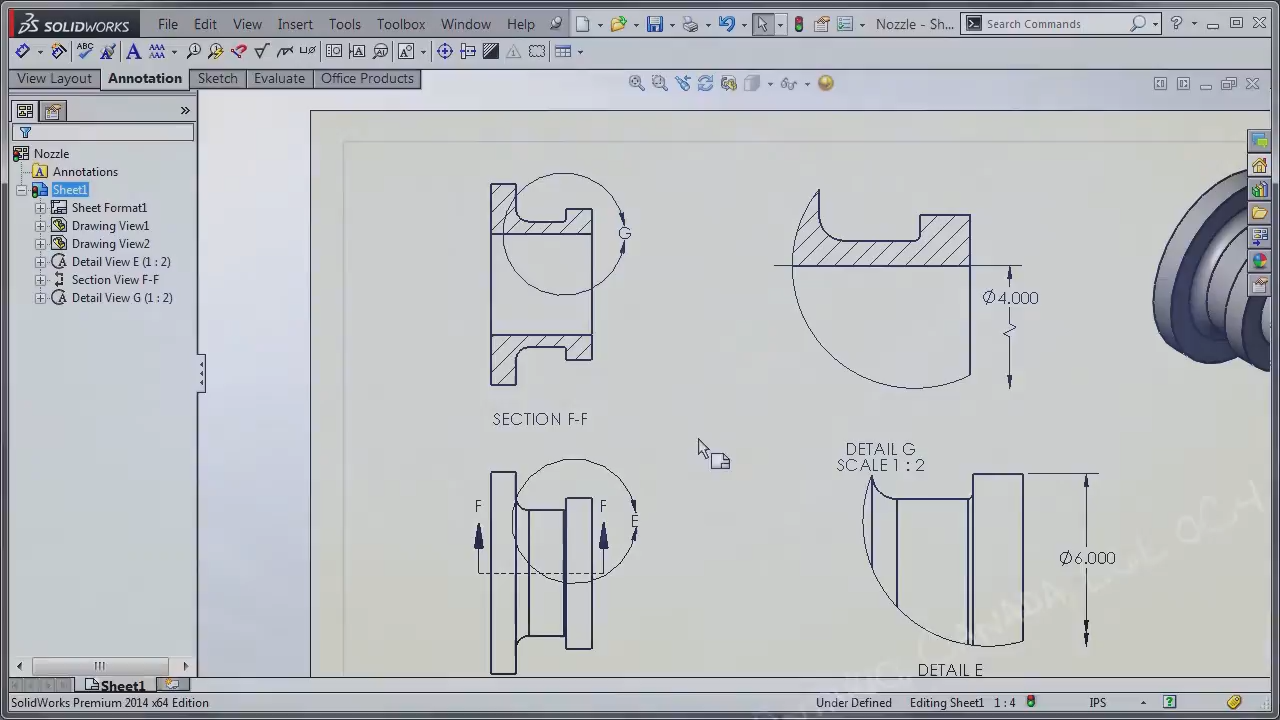 SOLIDWORKS File Edit View Insert Tools Toolbox Window Help Nozzle - Sh... Search Commands
View Layout Annotation Sketch Evaluate Office Products
Nozzle
Annotations
Sheet1
Sheet Format1
Drawing View1
Drawing View2
Detail View E (1 : 2)
Section View F-F
Detail View G (1 : 2)
G
Ø4.000
SECTION F-F
DETAIL G
SCALE 1 : 2
F F
E
Ø6.000
DETAIL E
Sheet1
SolidWorks Premium 2014 x64 Edition Under Defined Editing Sheet1 1 : 4 IPS